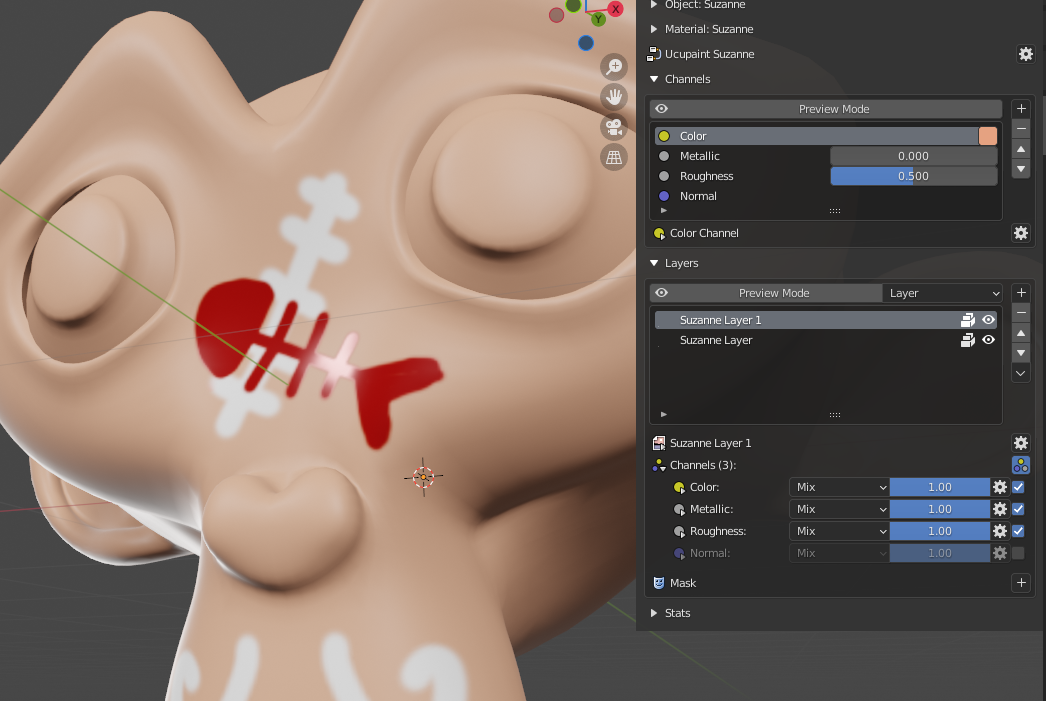 Object: Suzanne
X
Y
Material: Suzanne
Ucupaint Suzanne
Channels
Preview Mode
Color
Metallic 0.000
Roughness 0.500
Normal
Color Channel
Layers
Preview Mode Layer
Suzanne Layer 1
Suzanne Layer
Suzanne Layer 1
Channels (3):
Color: Mix 1.00
Metallic: Mix 1.00
Roughness: Mix 1.00
Normal: Mix 1.00
Mask
Stats